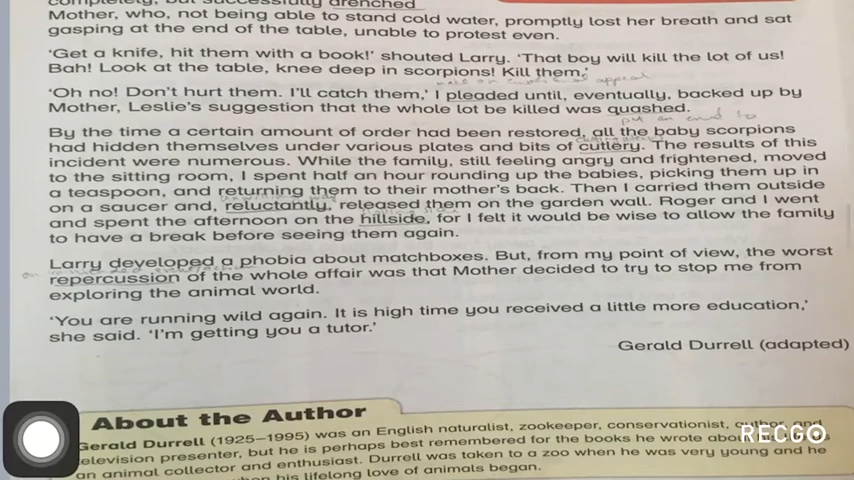 completely, but successfully drenched
Mother, who, not being able to stand cold water, promptly lost her breath and sat
gasping at the end of the table, unable to protest even.
'Get a knife, hit them with a book!' shouted Larry. 'That boy will kill the lot of us!
Bah! Look at the table, knee deep in scorpions! Kill them;'
'Oh no! Don't hurt them. I'll catch them,' I pleaded until, eventually, backed up by
Mother, Leslie's suggestion that the whole lot be killed was quashed.
put an end to
By the time a certain amount of order had been restored, all the baby scorpions
had hidden themselves under various plates and bits of cutlery. The results of this
incident were numerous. While the family, still feeling angry and frightened, moved
to the sitting room, I spent half an hour rounding up the babies, picking them up in
a teaspoon, and returning them to their mother's back. Then I carried them outside
on a saucer and, reluctantly, released them on the garden wall. Roger and I went
and spent the afternoon on the hillside, for I felt it would be wise to allow the family
to have a break before seeing them again.
Larry developed a phobia about matchboxes. But, from my point of view, the worst
repercussion of the whole affair was that Mother decided to try to stop me from
exploring the animal world.
'You are running wild again. It is high time you received a little more education,'
she said. 'I'm getting you a tutor.'
Gerald Durrell (adapted)
About the Author
Gerald Durrell (1925–1995) was an English naturalist, zookeeper, conservationist, author and
television presenter, but he is perhaps best remembered for the books he wrote about
an animal collector and enthusiast. Durrell was taken to a zoo when he was very young and he
his lifelong love of animals began.
RECGO